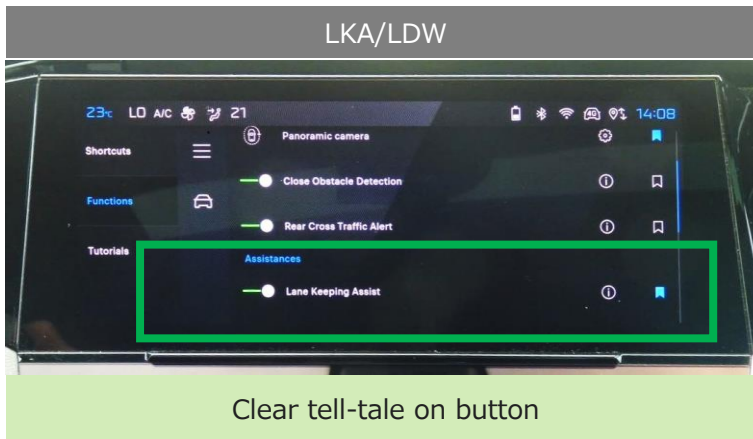 LKA/LDW
23°c LO A/C 21 4G 14:08
Panoramic camera
Shortcuts
Close Obstacle Detection
Functions
Rear Cross Traffic Alert
Tutorials
Assistances
Lane Keeping Assist
Clear tell-tale on button